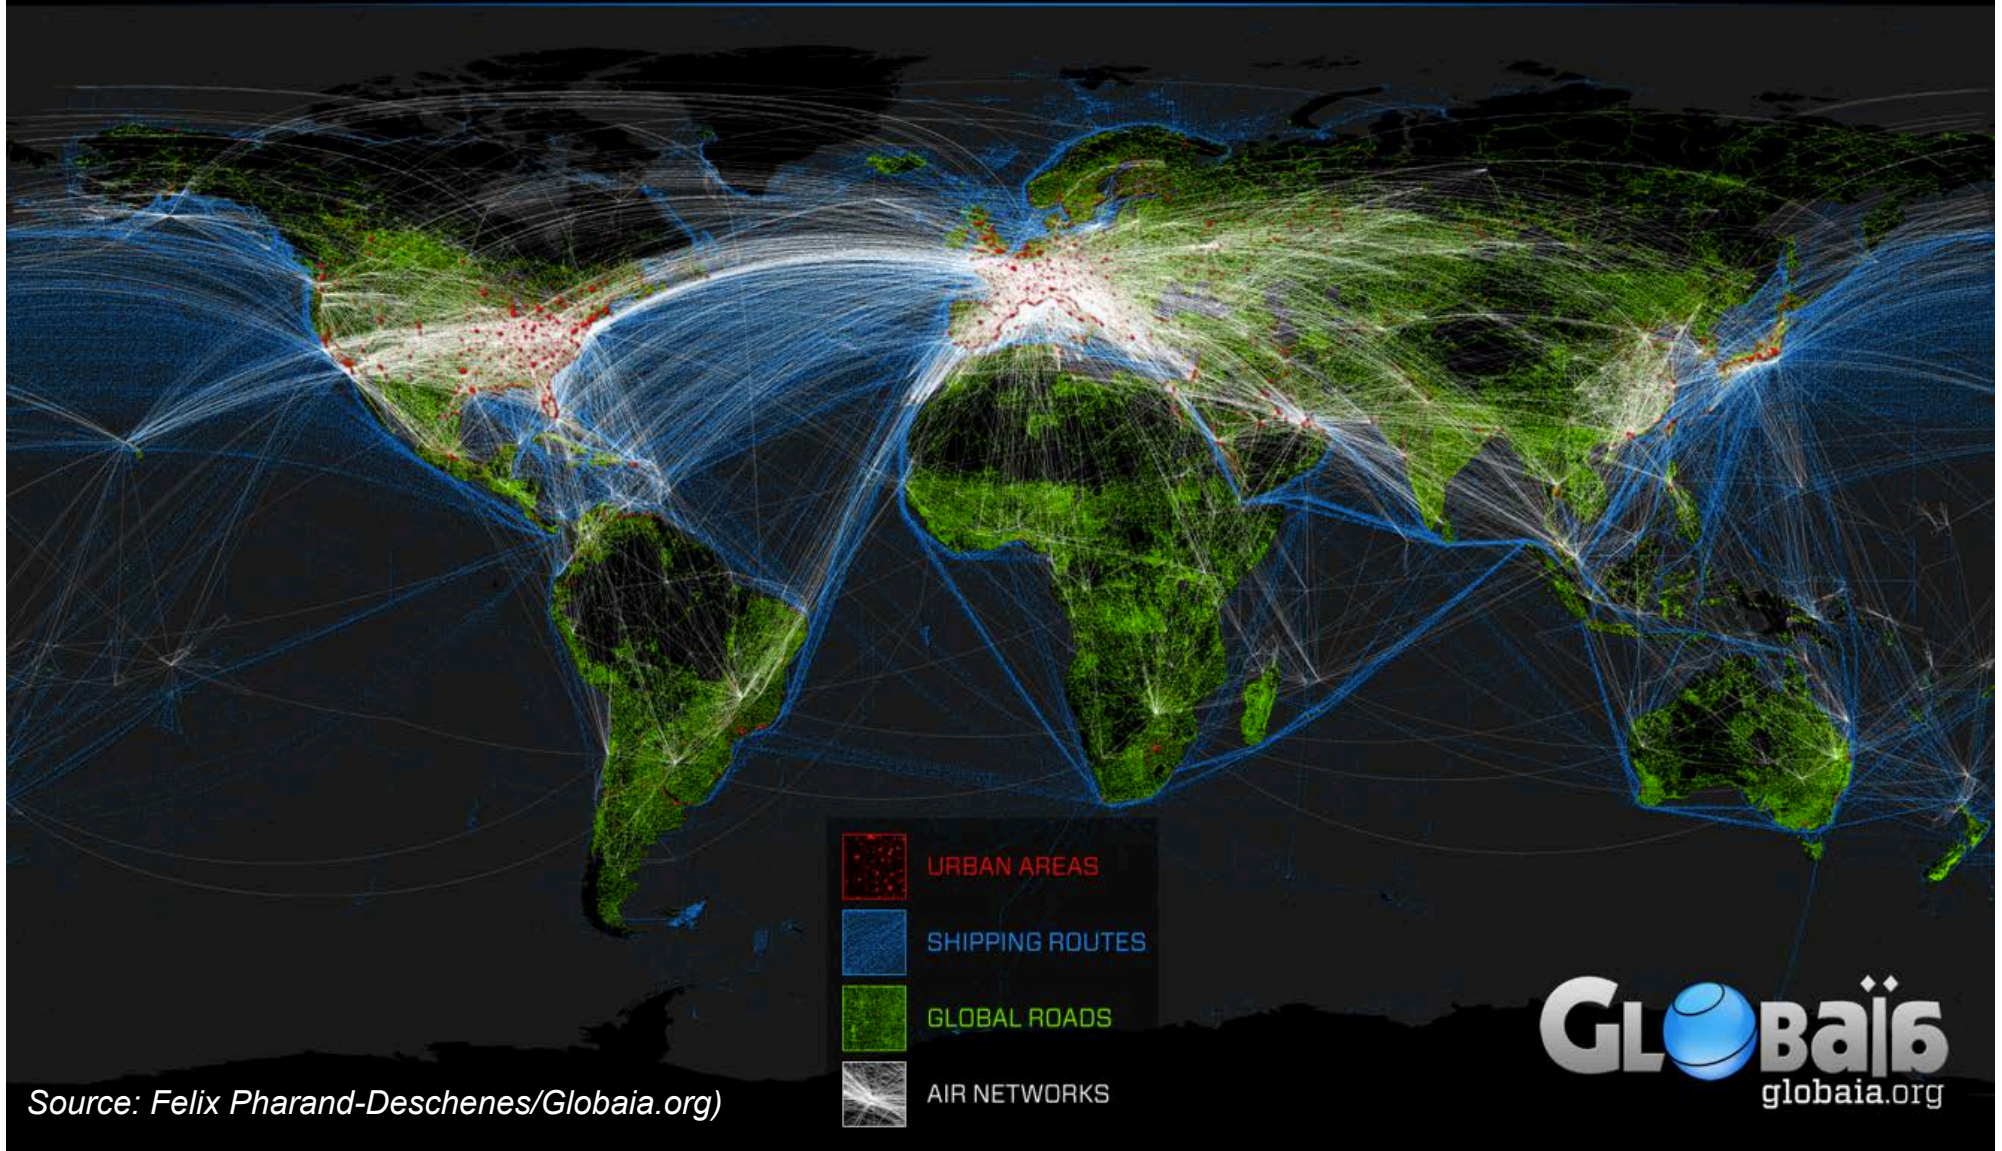 URBAN AREAS
SHIPPING ROUTES
GLOBAL ROADS
AIR NETWORKS
GLOBAÏA
globaia.org
Source: Felix Pharand-Deschenes/Globaia.org)